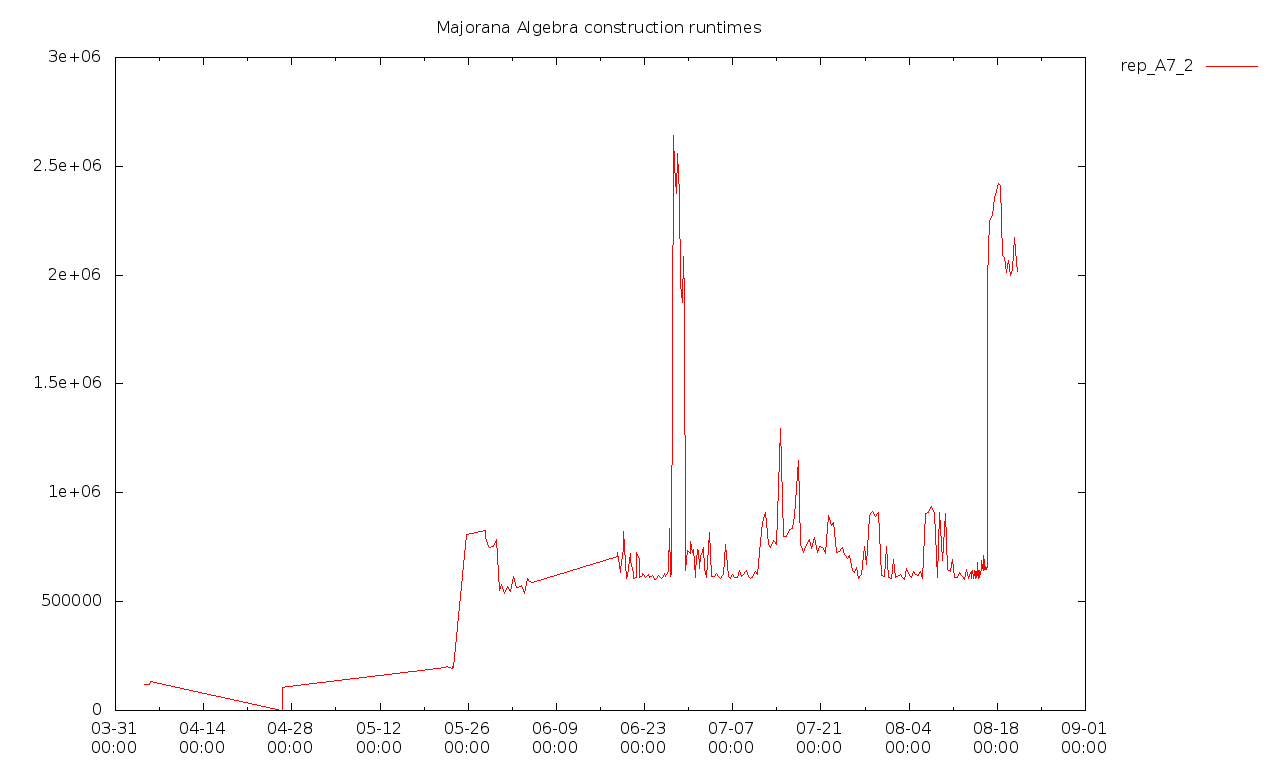 Majorana Algebra construction runtimes
rep_A7_2
3e+06
2.5e+06
2e+06
1.5e+06
1e+06
500000
0
03-31 04-14 04-28 05-12 05-26 06-09 06-23 07-07 07-21 08-04 08-18 09-01
00:00 00:00 00:00 00:00 00:00 00:00 00:00 00:00 00:00 00:00 00:00 00:00